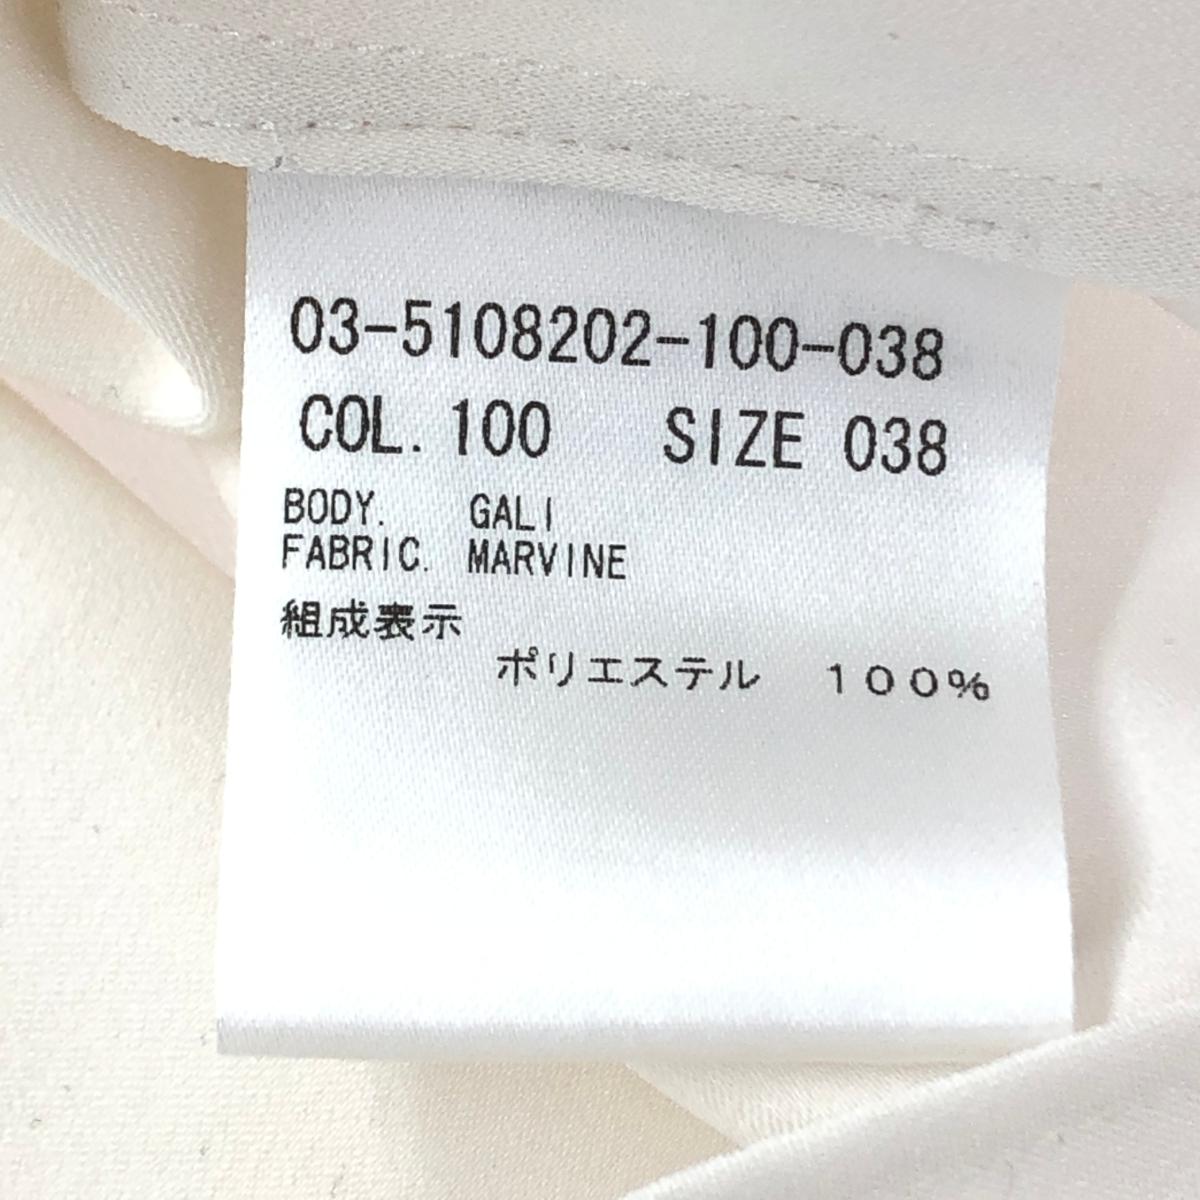 03-5108202-100-038
COL. 100 SIZE 038
BODY. GALI
FABRIC. MARVINE
組成表示
ポリエステル １００％